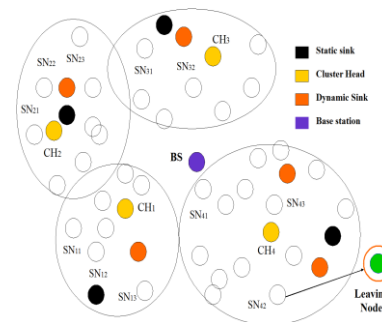 SN22
SN23
SN21
CH2
SN31
SN32
CH3
Static sink
Cluster Head
Dynamic Sink
Base station
BS
SN41
SN43
CH4
SN42
CH1
SN11
SN12
SN13
Leaving
Node